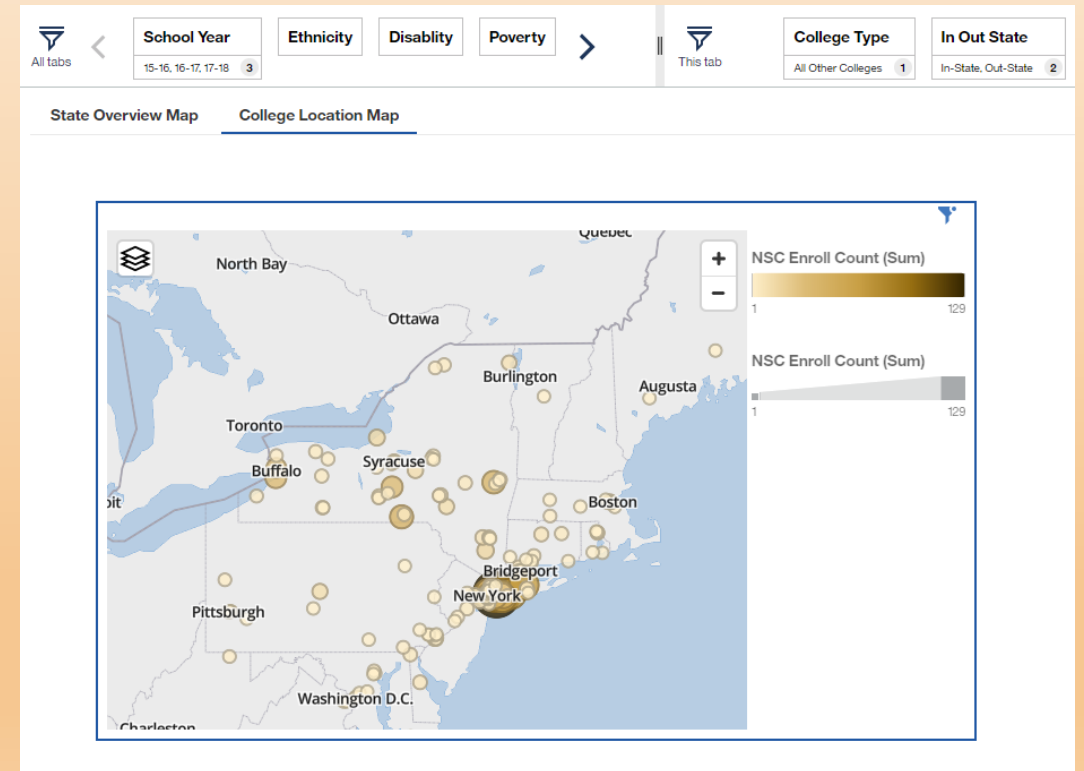 All tabs
School Year
15-16, 16-17, 17-18 3
Ethnicity
Disablity
Poverty
This tab
College Type
All Other Colleges 1
In Out State
In-State, Out-State 2
State Overview Map
College Location Map
Quebec
North Bay
Ottawa
Burlington
Augusta
Toronto
Syracuse
Buffalo
oit
Boston
Bridgeport
New York
Pittsburgh
Washington D.C.
Charleston
+
−
NSC Enroll Count (Sum)
1 129
NSC Enroll Count (Sum)
1 129